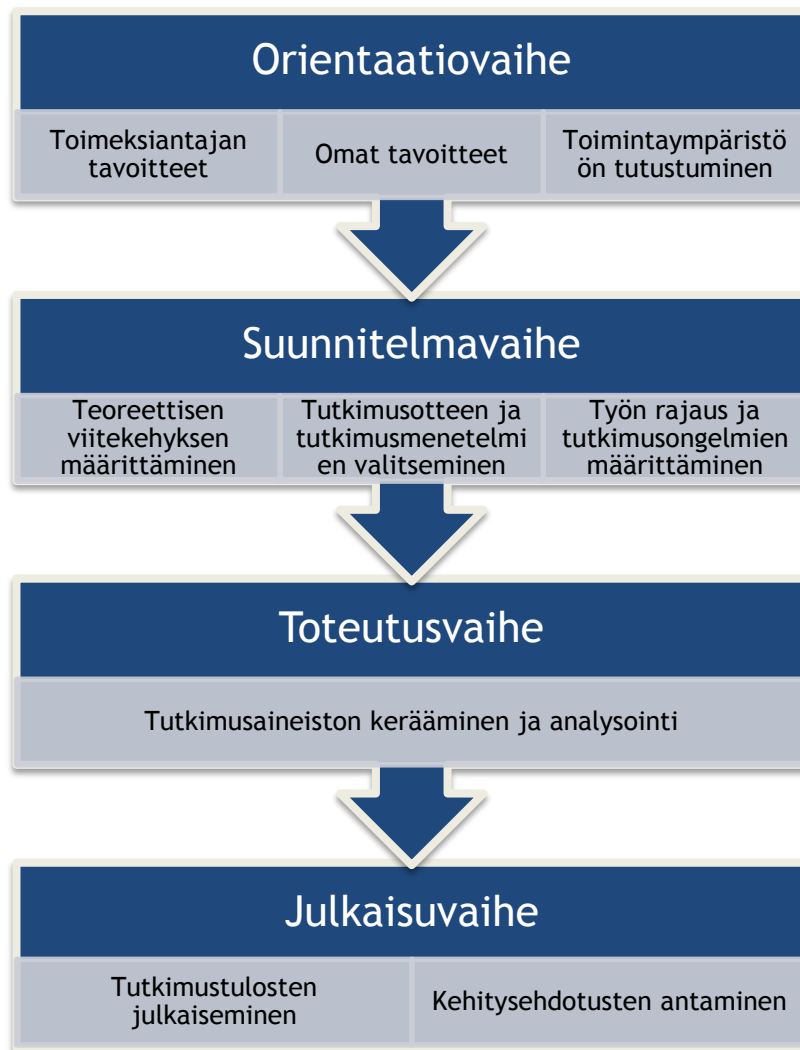 Orientaatiovaihe
Toimeksiantajan
tavoitteet
Omat tavoitteet
Toimintaympäristö
ön tutustuminen
Suunnitelmavaihe
Teoreettisen
viitekehyksen
määrittäminen
Tutkimusotteen ja
tutkimusmenetelmi
en valitseminen
Työn rajaus ja
tutkimusongelmien
määrittäminen
Toteutusvaihe
Tutkimusaineiston kerääminen ja analysointi
Julkaisuvaihe
Tutkimustulosten
julkaiseminen
Kehitysehdotusten antaminen